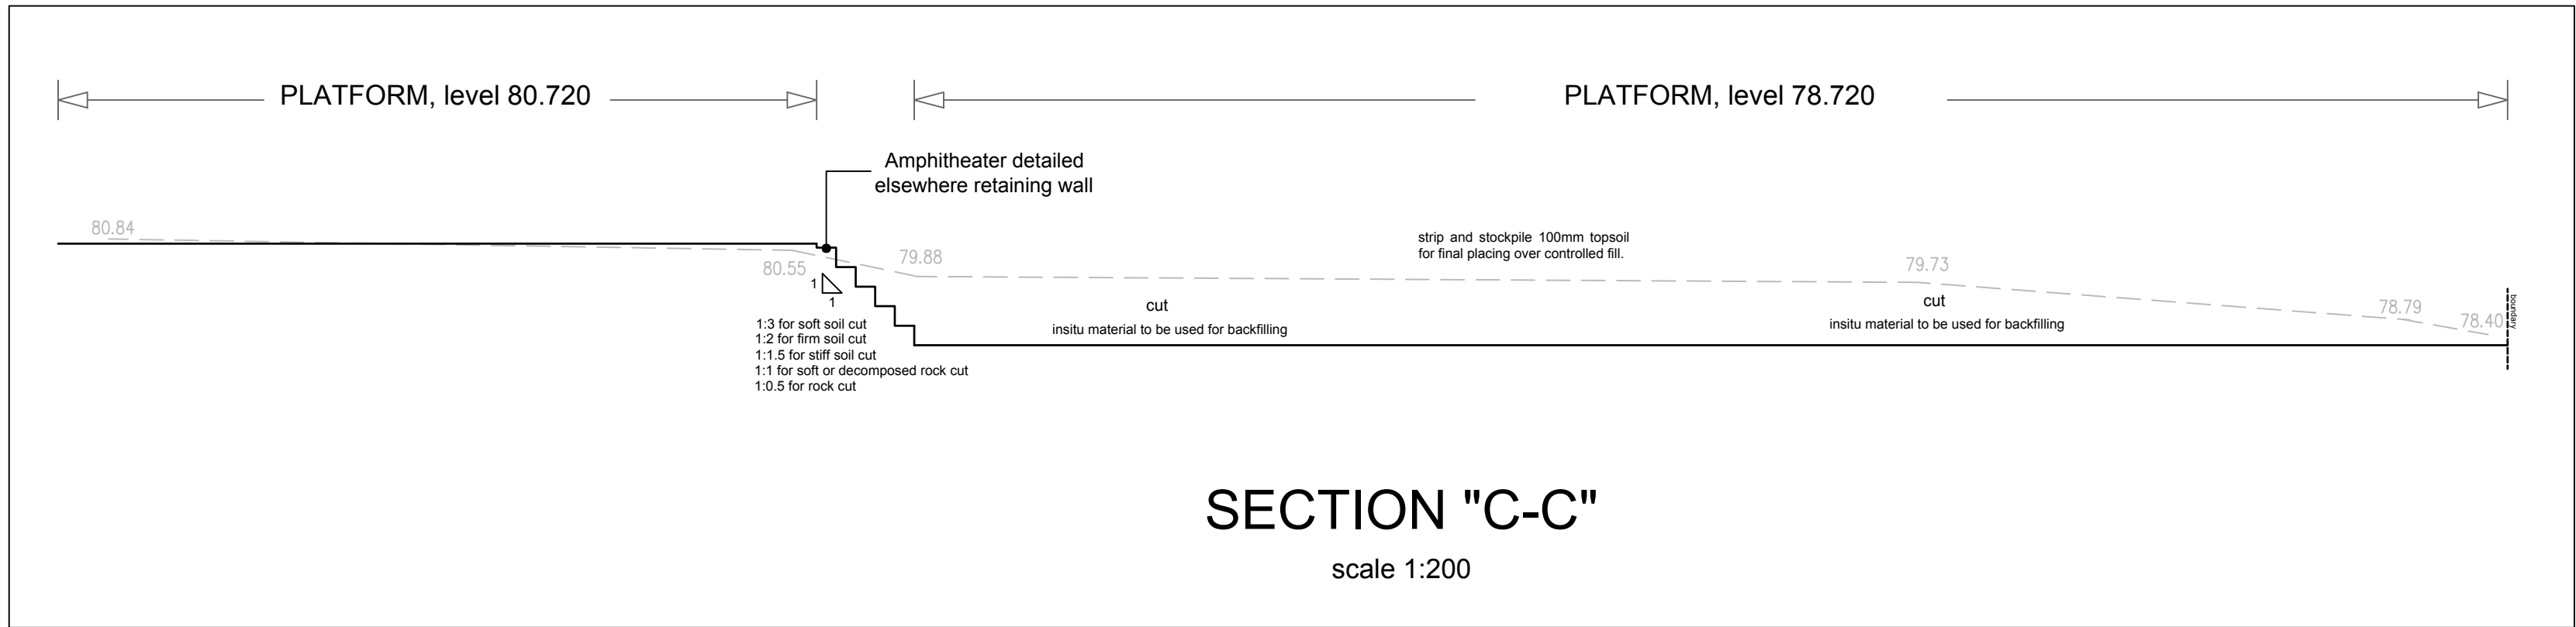 PLATFORM, level 80.720
PLATFORM, level 78.720
Amphitheater detailed
elsewhere retaining wall
80.84
80.55
79.88
strip and stockpile 100mm topsoil
for final placing over controlled fill.
79.73
78.79
78.40
boundary
1
1
cut
insitu material to be used for backfilling
cut
insitu material to be used for backfilling
1:3 for soft soil cut
1:2 for firm soil cut
1:1.5 for stiff soil cut
1:1 for soft or decomposed rock cut
1:0.5 for rock cut
SECTION "C-C"
scale 1:200